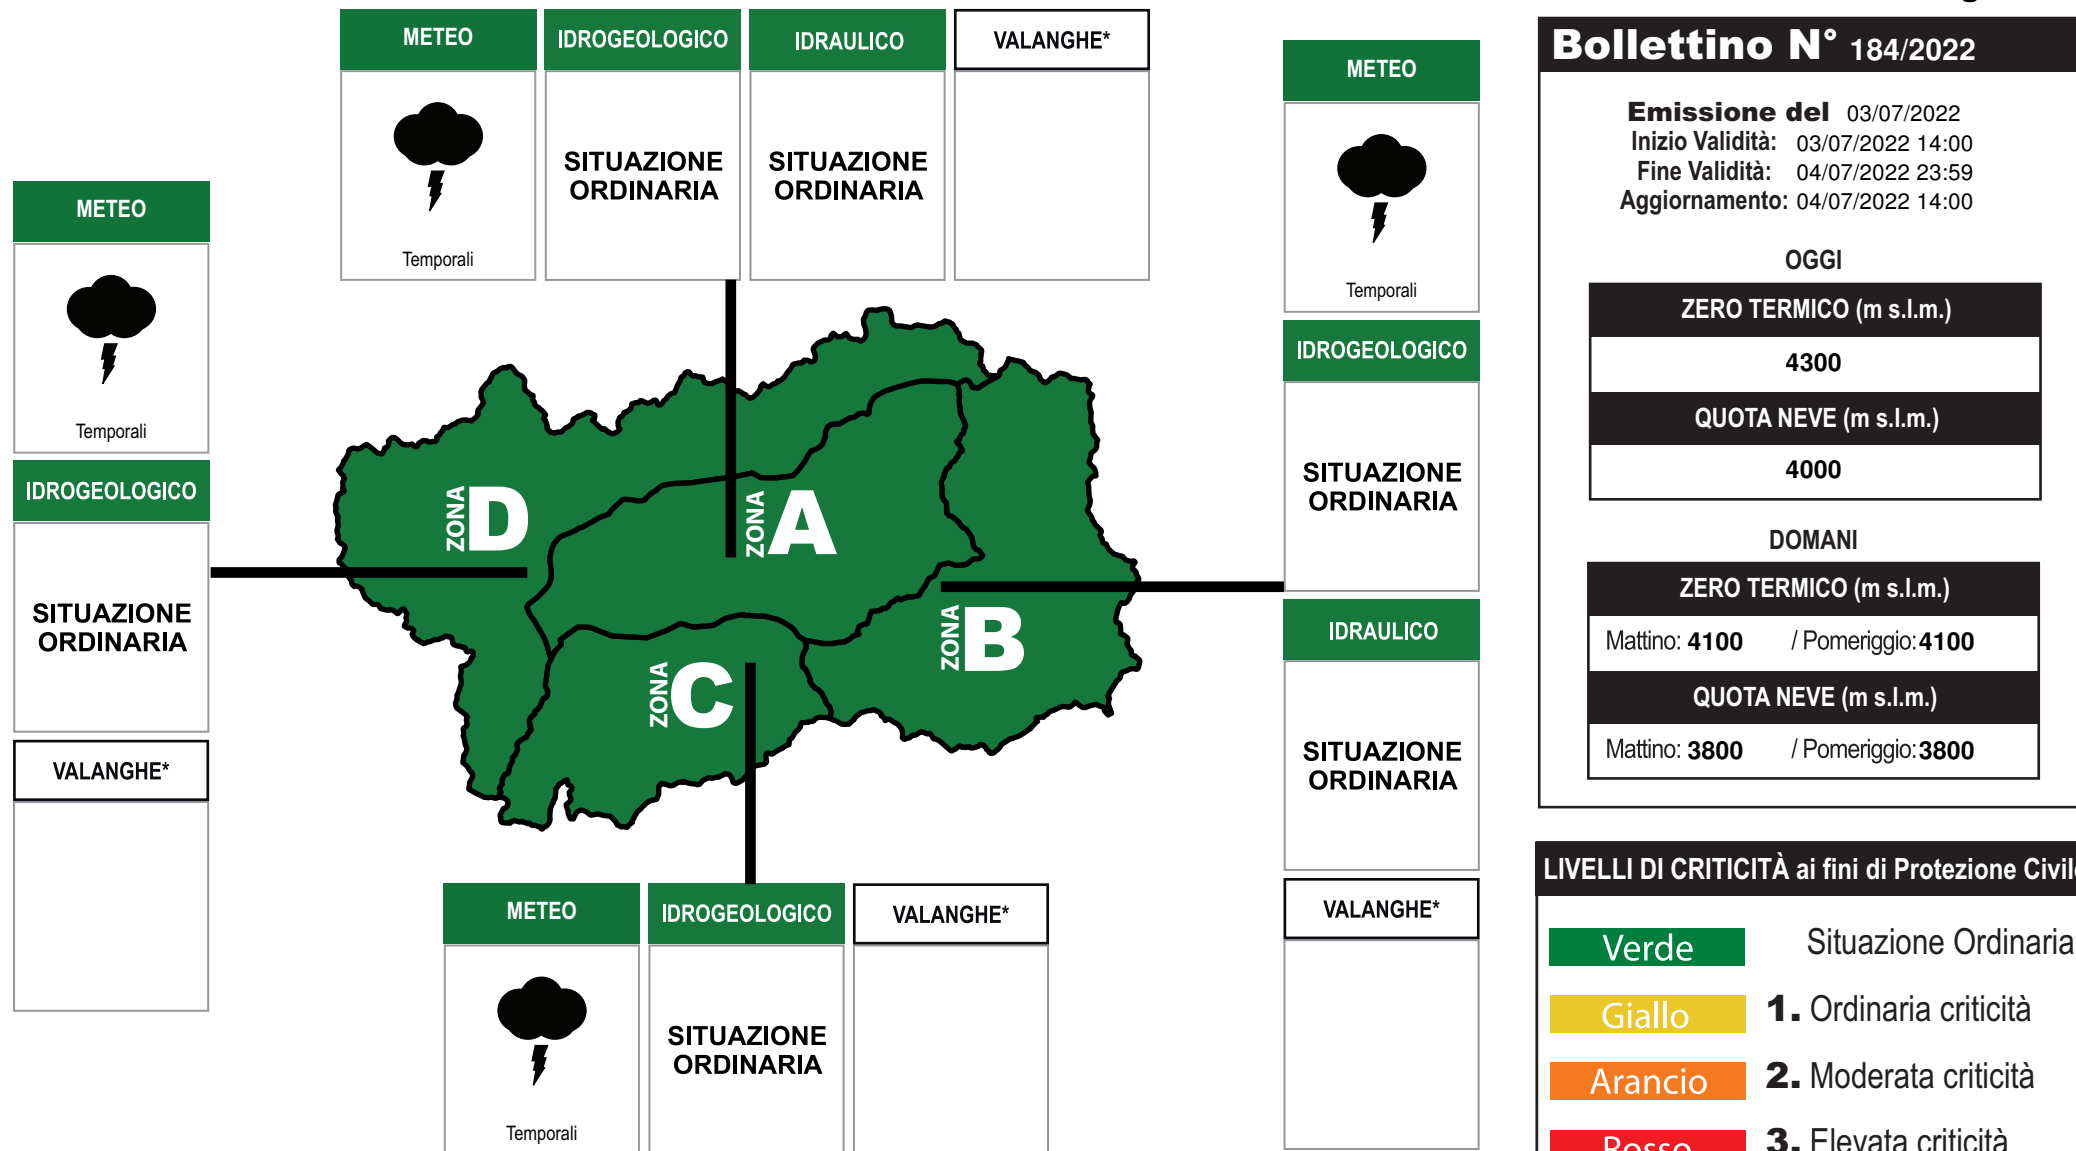 METEO
IDROGEOLOGICO
IDRAULICO
VALANGHE*
Temporali
SITUAZIONE
ORDINARIA
SITUAZIONE
ORDINARIA
METEO
Temporali
IDROGEOLOGICO
SITUAZIONE
ORDINARIA
VALANGHE*
ZONA D
ZONA A
ZONA B
ZONA C
METEO
Temporali
IDROGEOLOGICO
SITUAZIONE
ORDINARIA
IDRAULICO
SITUAZIONE
ORDINARIA
VALANGHE*
METEO
IDROGEOLOGICO
VALANGHE*
Temporali
SITUAZIONE
ORDINARIA
Bollettino N° 184/2022
Emissione del 03/07/2022
Inizio Validità: 03/07/2022 14:00
Fine Validità: 04/07/2022 23:59
Aggiornamento: 04/07/2022 14:00
OGGI
ZERO TERMICO (m s.l.m.)
4300
QUOTA NEVE (m s.l.m.)
4000
DOMANI
ZERO TERMICO (m s.l.m.)
Mattino: 4100 / Pomeriggio: 4100
QUOTA NEVE (m s.l.m.)
Mattino: 3800 / Pomeriggio: 3800
LIVELLI DI CRITICITÀ ai fini di Protezione Civile
Verde Situazione Ordinaria
Giallo 1. Ordinaria criticità
Arancio 2. Moderata criticità
Rosso 3. Elevata criticità